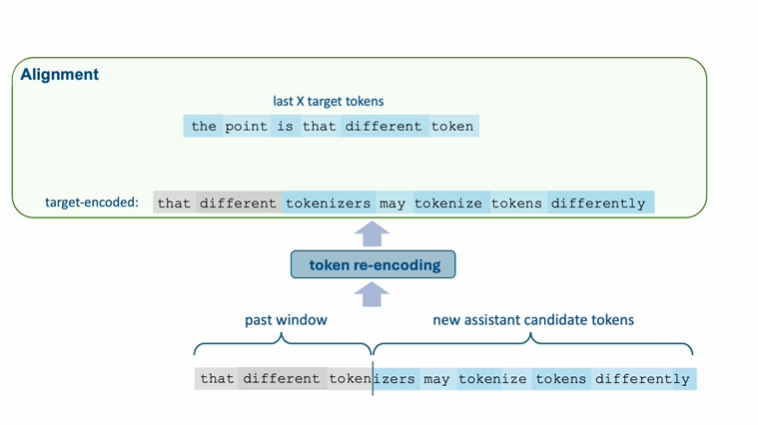 Alignment
last X target tokens
the point is that different token
target-encoded: that different tokenizers may tokenize tokens differently
token re-encoding
past window new assistant candidate tokens
that different tokenizers may tokenize tokens differently